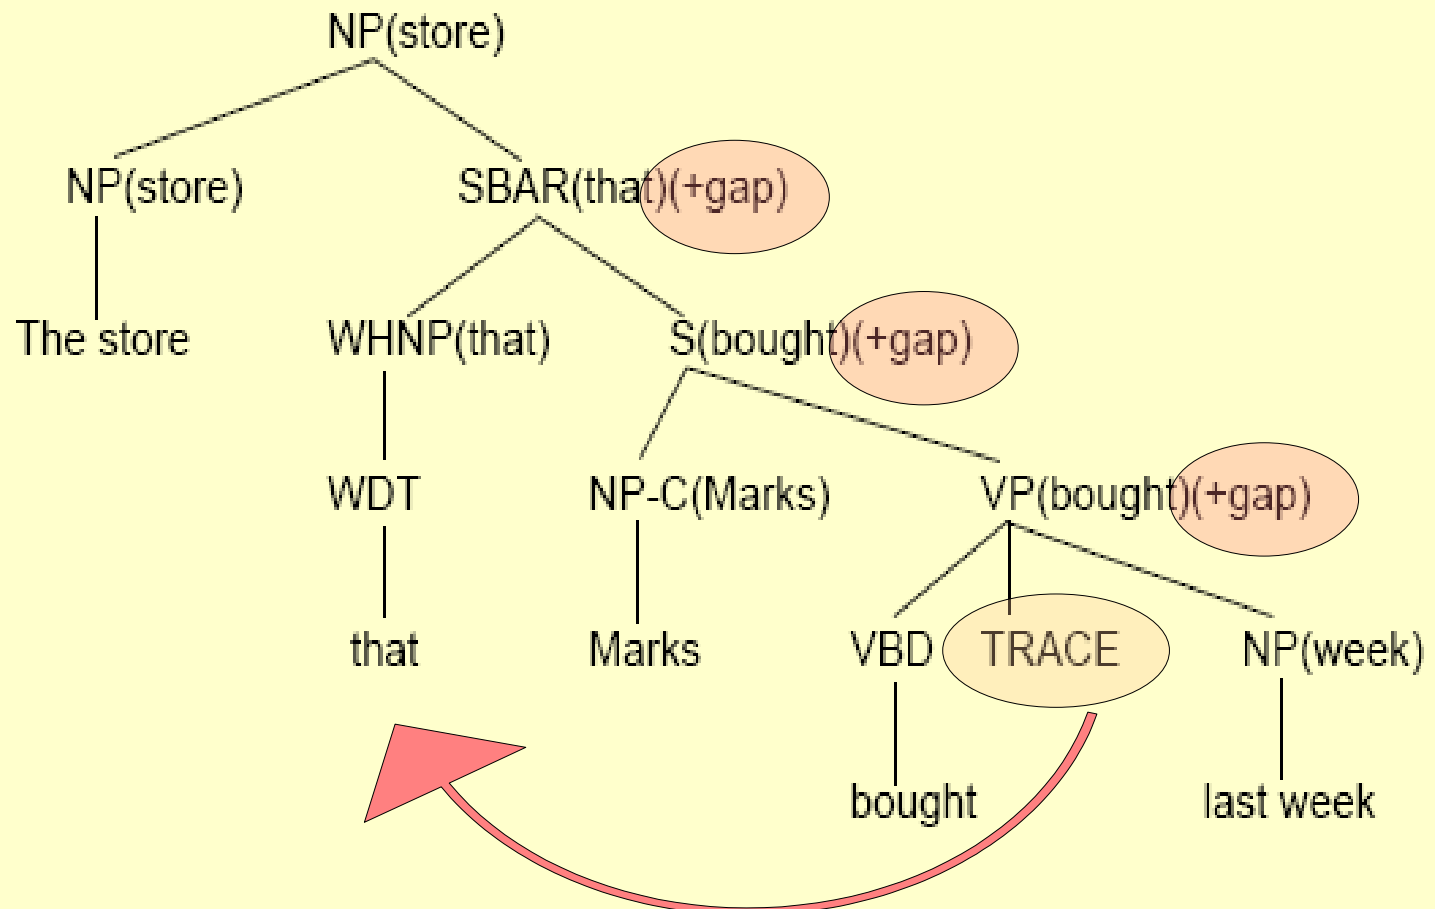 NP(store)
NP(store) SBAR(that)(+gap)
The store WHNP(that) S(bought)(+gap)
WDT NP-C(Marks) VP(bought)(+gap)
that Marks VBD TRACE NP(week)
bought last week